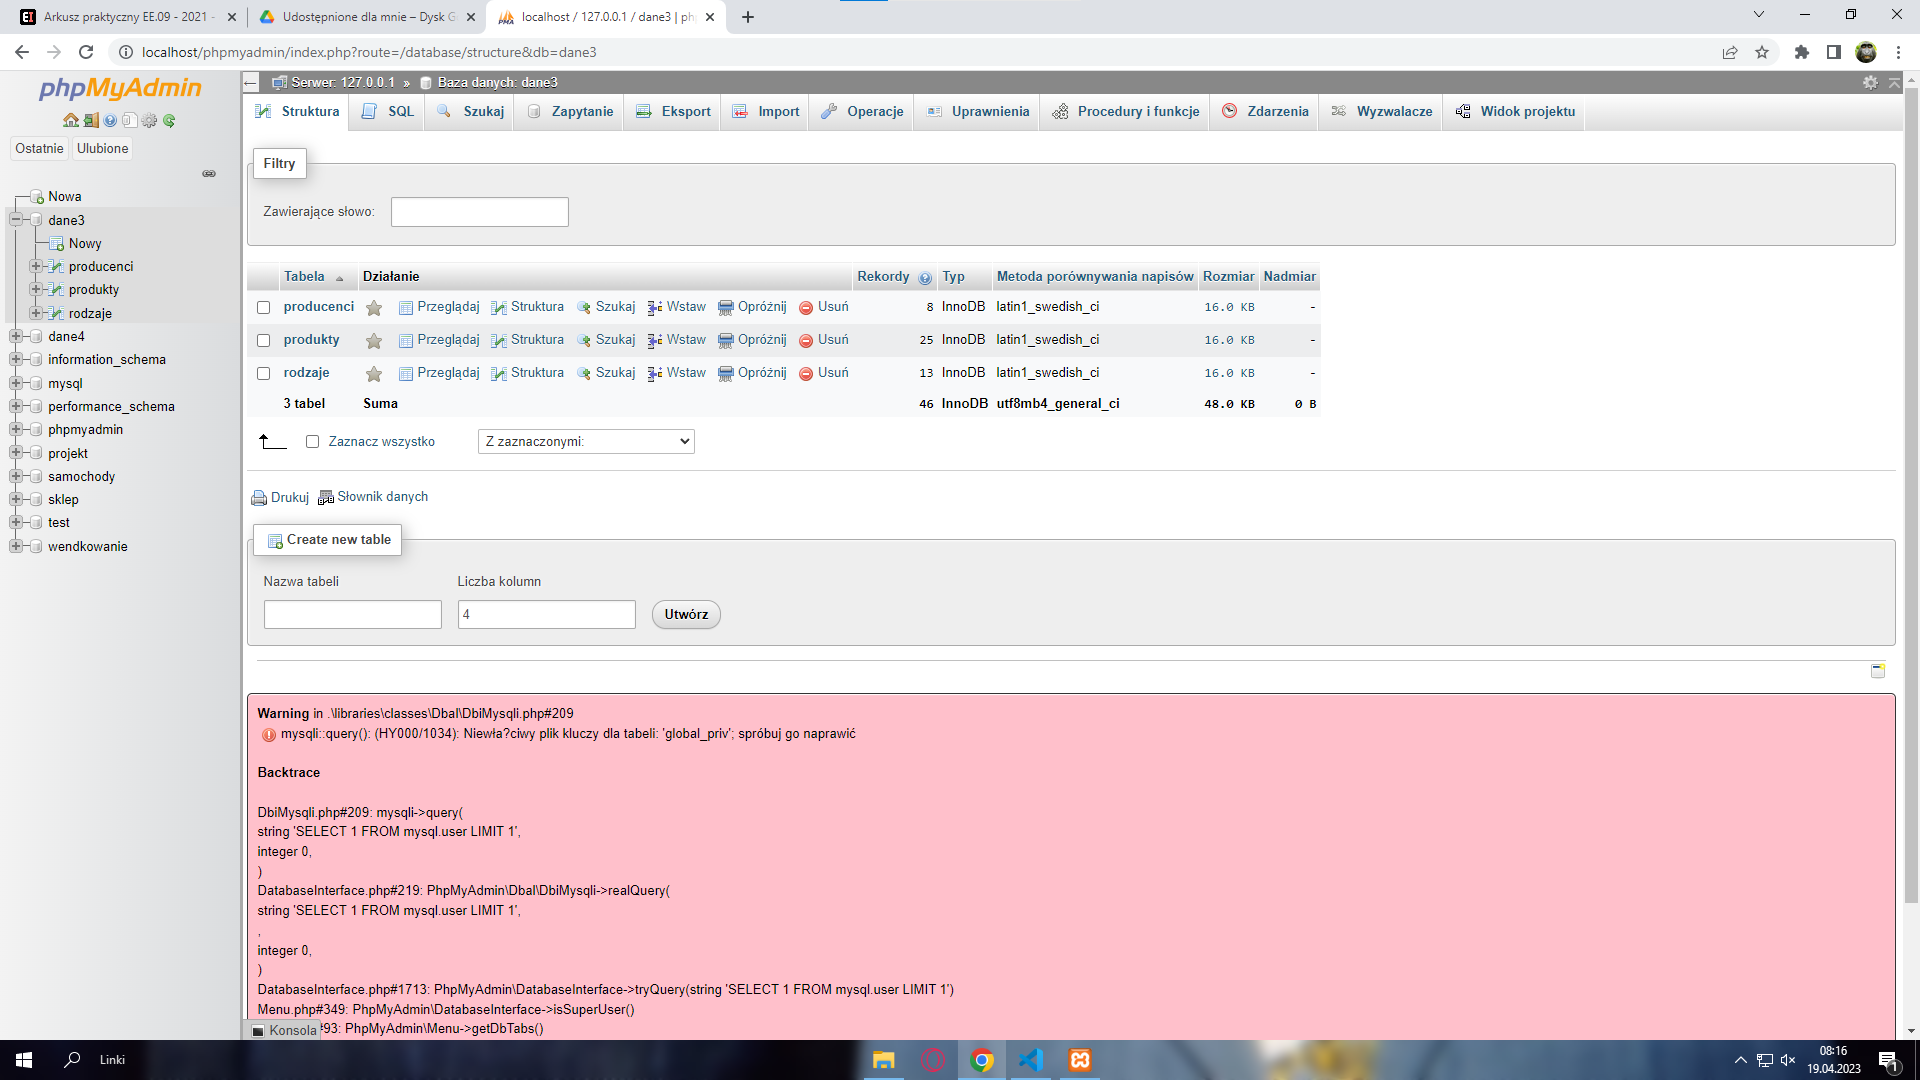 Arkusz praktyczny EE.09 - 2021 -
Udostępnione dla mnie – Dysk G
localhost / 127.0.0.1 / dane3 | ph
localhost/phpmyadmin/index.php?route=/database/structure&db=dane3
phpMyAdmin
Ostatnie
Ulubione
Nowa
dane3
Nowy
producenci
produkty
rodzaje
dane4
information_schema
mysql
performance_schema
phpmyadmin
projekt
samochody
sklep
test
wendkowanie
Serwer: 127.0.0.1 » Baza danych: dane3
Struktura SQL Szukaj Zapytanie Eksport Import Operacje Uprawnienia Procedury i funkcje Zdarzenia Wyzwalacze Widok projektu
Filtry
Zawierające słowo:
Tabela Działanie Rekordy Typ Metoda porównywania napisów Rozmiar Nadmiar
producenci Przeglądaj Struktura Szukaj Wstaw Opróżnij Usuń 8 InnoDB latin1_swedish_ci 16.0 KB -
produkty Przeglądaj Struktura Szukaj Wstaw Opróżnij Usuń 25 InnoDB latin1_swedish_ci 16.0 KB -
rodzaje Przeglądaj Struktura Szukaj Wstaw Opróżnij Usuń 13 InnoDB latin1_swedish_ci 16.0 KB -
3 tabel Suma 46 InnoDB utf8mb4_general_ci 48.0 KB 0 B
Zaznacz wszystko Z zaznaczonymi:
Drukuj Słownik danych
Create new table
Nazwa tabeli Liczba kolumn
4 Utwórz
Warning in .\libraries\classes\Dbal\DbiMysqli.php#209
mysqli::query(): (HY000/1034): Niewła?ciwy plik kluczy dla tabeli: 'global_priv'; spróbuj go naprawić
Backtrace
DbiMysqli.php#209: mysqli->query(
string 'SELECT 1 FROM mysql.user LIMIT 1',
integer 0,
)
DatabaseInterface.php#219: PhpMyAdmin\Dbal\DbiMysqli->realQuery(
string 'SELECT 1 FROM mysql.user LIMIT 1',
,
integer 0,
)
DatabaseInterface.php#1713: PhpMyAdmin\DatabaseInterface->tryQuery(string 'SELECT 1 FROM mysql.user LIMIT 1')
Menu.php#349: PhpMyAdmin\DatabaseInterface->isSuperUser()
Konsola #93: PhpMyAdmin\Menu->getDbTabs()
Linki
08:16
19.04.2023
1